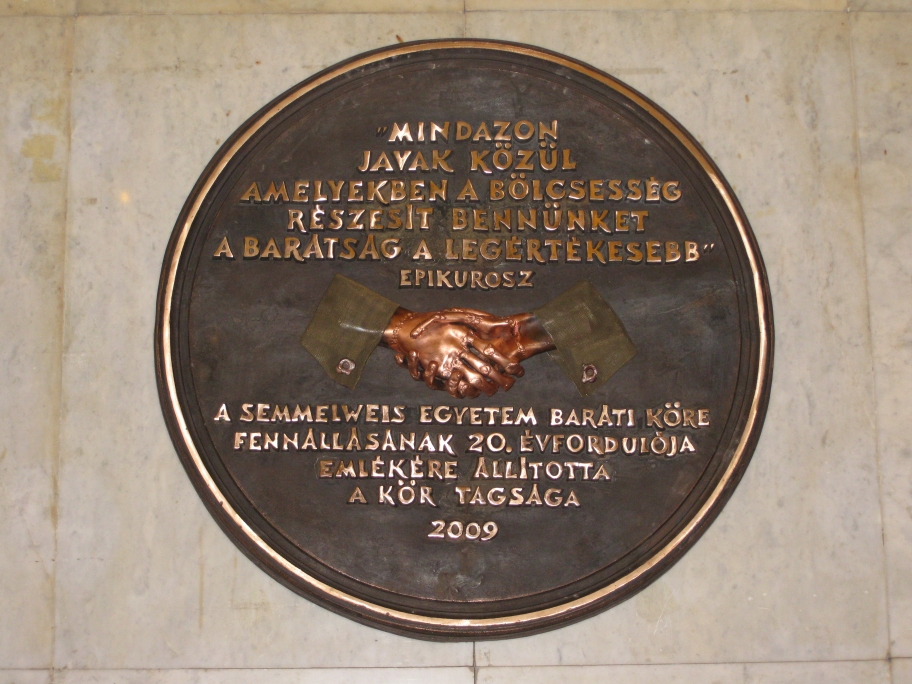 "MINDAZON
JAVAK KÖZÜL
AMELYEKBEN A BÖLCSESSÉG
RÉSZESÍT BENNÜNKET
A BARÁTSÁG A LEGÉRTÉKESEBB"
EPIKUROSZ
A SEMMELWEIS EGYETEM BARÁTI KÖRE
FENNÁLLÁSÁNAK 20. ÉVFORDULÓJA
EMLÉKÉRE ÁLLÍTOTTA
A KÖR TAGSÁGA
2009